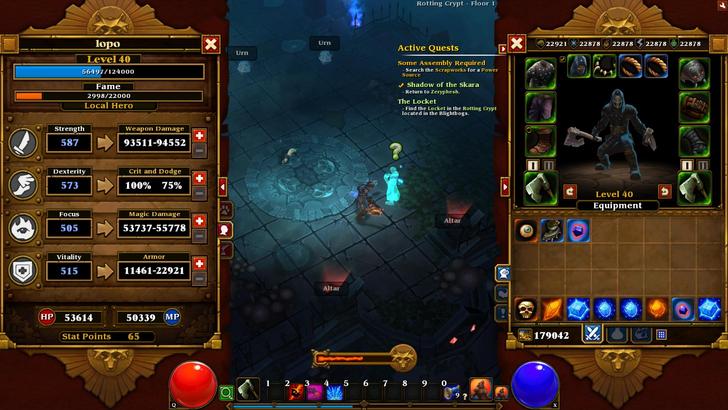 Rotting Crypt - Floor 1
lopo
Level 40
56497/124000
Fame
2998/22000
Local Hero
Strength
587
Weapon Damage
93511-94552
Dexterity
573
Crit and Dodge
100% 75%
Focus
505
Magic Damage
53737-55778
Vitality
515
Armor
11461-22921
HP 53614
50339 MP
Stat Points 65
Urn
Urn
Active Quests
Some Assembly Required
- Search the Scrapworks for a Power
Source
Shadow of the Skara
- Return to Zeryphesh.
The Locket
- Find the Locket in the Rotting Crypt
located in the Blightbogs.
?
Altar
Altar
1 2 3 4 5 6 7 8 9 0
9 ?
Q
X
22921 22878 22878 22878 22878
I II
I II
Level 40
Equipment
179042